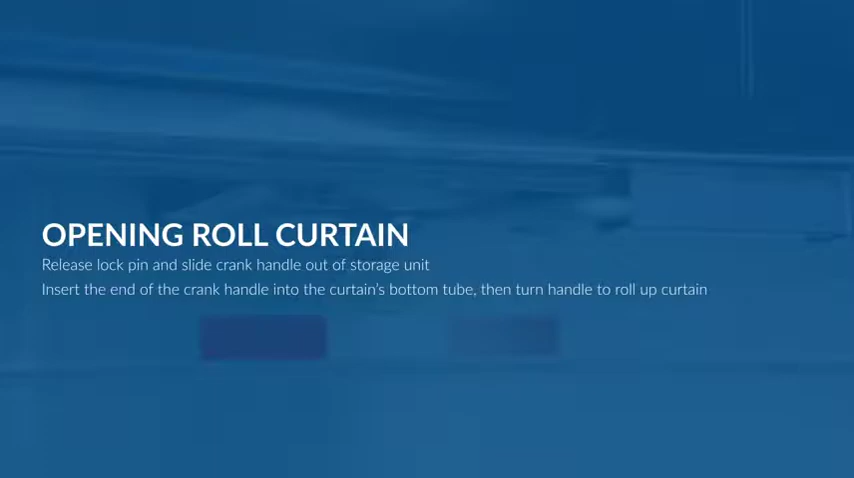 OPENING ROLL CURTAIN
Release lock pin and slide crank handle out of storage unit
Insert the end of the crank handle into the curtain’s bottom tube, then turn handle to roll up curtain